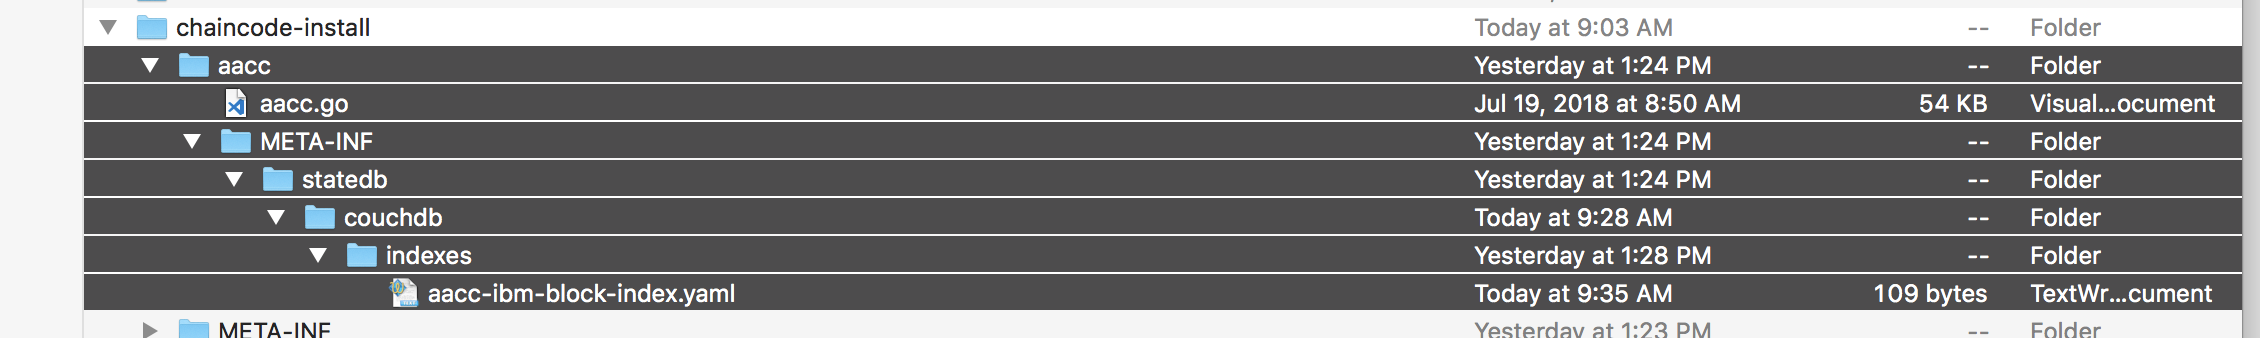 chaincode-install Today at 9:03 AM -- Folder
aacc Yesterday at 1:24 PM -- Folder
aacc.go Jul 19, 2018 at 8:50 AM 54 KB Visual...ocument
META-INF Yesterday at 1:24 PM -- Folder
statedb Yesterday at 1:24 PM -- Folder
couchdb Today at 9:28 AM -- Folder
indexes Yesterday at 1:28 PM -- Folder
aacc-ibm-block-index.yaml Today at 9:35 AM 109 bytes TextWr...cument
META-INF Yesterday at 1:23 PM -- Folder